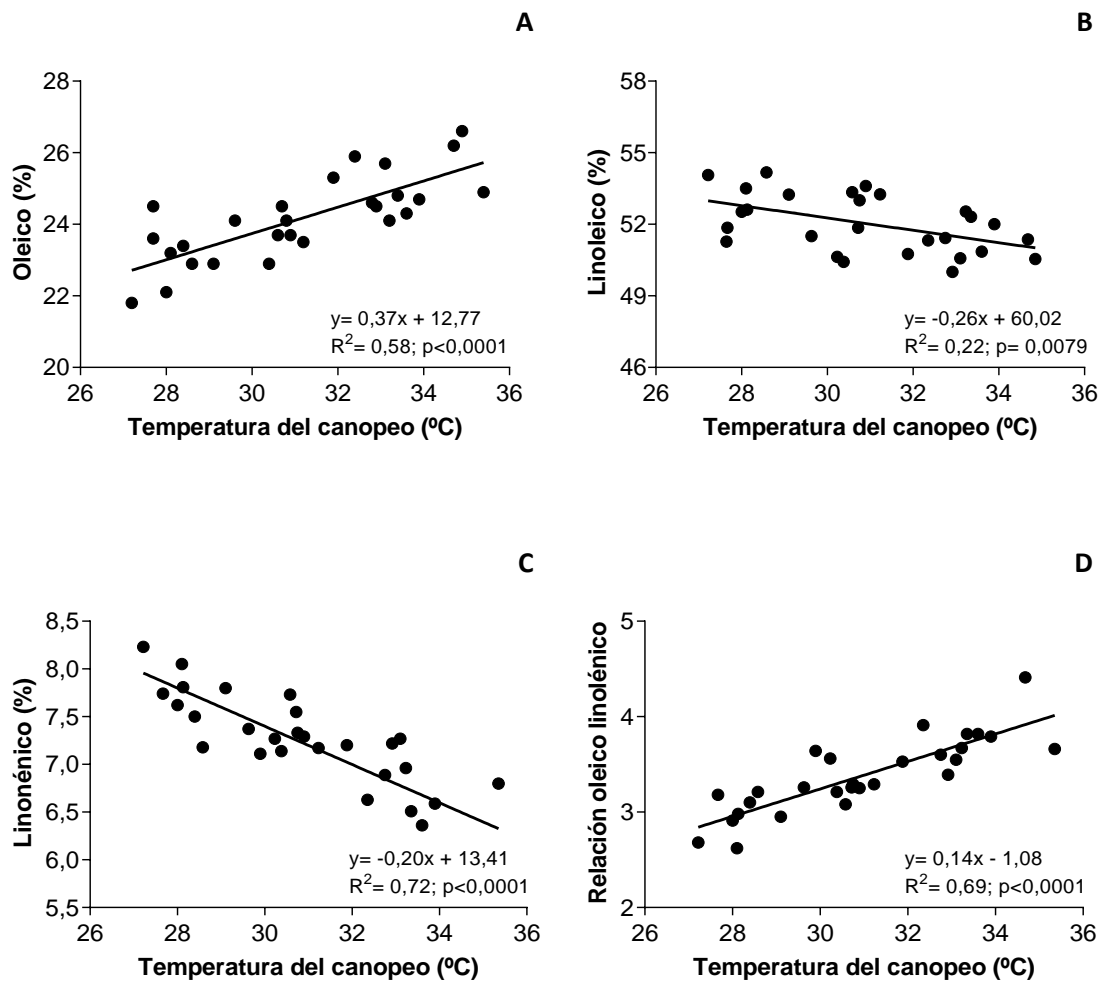 A
28
26
24
22
20
Oleico (%)
y= 0,37x + 12,77
R²= 0,58; p<0,0001
26 28 30 32 34 36
Temperatura del canopeo (ºC)
B
58
55
52
49
46
Linoleico (%)
y= -0,26x + 60,02
R²= 0,22; p= 0,0079
26 28 30 32 34 36
Temperatura del canopeo (ºC)
C
8,5
8,0
7,5
7,0
6,5
6,0
5,5
Linonénico (%)
y= -0,20x + 13,41
R²= 0,72; p<0,0001
26 28 30 32 34 36
Temperatura del canopeo (ºC)
D
5
4
3
2
Relación oleico linolénico
y= 0,14x - 1,08
R²= 0,69; p<0,0001
26 28 30 32 34 36
Temperatura del canopeo (ºC)